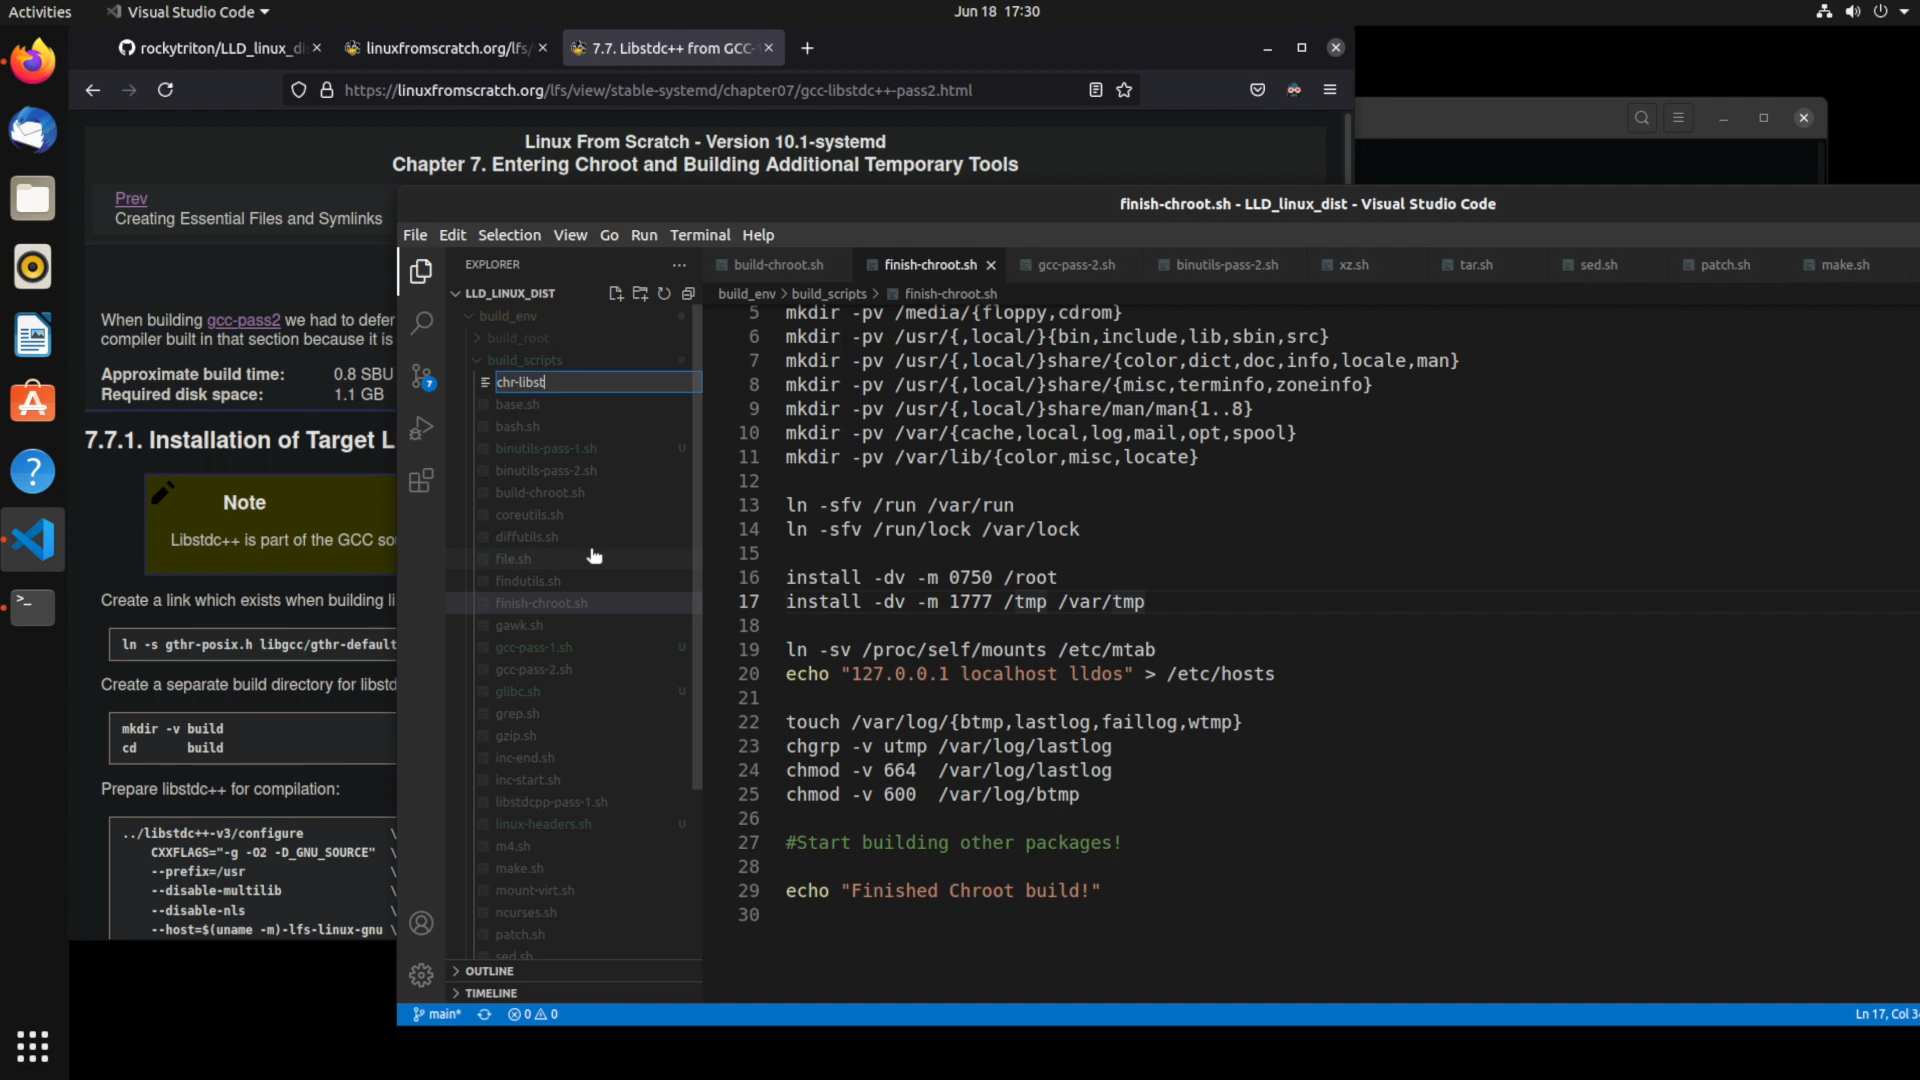 Activities
Visual Studio Code
Jun 18 17:30
rockytriton/LLD_linux_di
linuxfromscratch.org/lfs/
7.7. Libstdc++ from GCC-
https://linuxfromscratch.org/lfs/view/stable-systemd/chapter07/gcc-libstdc++-pass2.html
Linux From Scratch - Version 10.1-systemd
Chapter 7. Entering Chroot and Building Additional Temporary Tools
Prev
Creating Essential Files and Symlinks
When building gcc-pass2 we had to defer
compiler built in that section because it is
Approximate build time: 0.8 SBU
Required disk space: 1.1 GB
7.7.1. Installation of Target L
Note
Libstdc++ is part of the GCC so
Create a link which exists when building li
ln -s gthr-posix.h libgcc/gthr-default
Create a separate build directory for libstd
mkdir -v build
cd build
Prepare libstdc++ for compilation:
../libstdc++-v3/configure \
CXXFLAGS="-g -O2 -D_GNU_SOURCE" \
--prefix=/usr \
--disable-multilib \
--disable-nls \
--host=$(uname -m)-lfs-linux-gnu \
finish-chroot.sh - LLD_linux_dist - Visual Studio Code
File Edit Selection View Go Run Terminal Help
EXPLORER
LLD_LINUX_DIST
build_env
build_root
build_scripts
chr-libst
base.sh
bash.sh
binutils-pass-1.sh U
binutils-pass-2.sh
build-chroot.sh
coreutils.sh
diffutils.sh
file.sh
findutils.sh
finish-chroot.sh
gawk.sh
gcc-pass-1.sh U
gcc-pass-2.sh
glibc.sh U
grep.sh
gzip.sh
inc-end.sh
inc-start.sh
libstdcpp-pass-1.sh
linux-headers.sh U
m4.sh
make.sh
mount-virt.sh
ncurses.sh
patch.sh
sed.sh
OUTLINE
TIMELINE
7
build-chroot.sh finish-chroot.sh gcc-pass-2.sh binutils-pass-2.sh xz.sh tar.sh sed.sh patch.sh make.sh
build_env > build_scripts > finish-chroot.sh
5 mkdir -pv /media/{floppy,cdrom}
6 mkdir -pv /usr/{,local/}{bin,include,lib,sbin,src}
7 mkdir -pv /usr/{,local/}share/{color,dict,doc,info,locale,man}
8 mkdir -pv /usr/{,local/}share/{misc,terminfo,zoneinfo}
9 mkdir -pv /usr/{,local/}share/man/man{1..8}
10 mkdir -pv /var/{cache,local,log,mail,opt,spool}
11 mkdir -pv /var/lib/{color,misc,locate}
12
13 ln -sfv /run /var/run
14 ln -sfv /run/lock /var/lock
15
16 install -dv -m 0750 /root
17 install -dv -m 1777 /tmp /var/tmp
18
19 ln -sv /proc/self/mounts /etc/mtab
20 echo "127.0.0.1 localhost lldos" > /etc/hosts
21
22 touch /var/log/{btmp,lastlog,faillog,wtmp}
23 chgrp -v utmp /var/log/lastlog
24 chmod -v 664  /var/log/lastlog
25 chmod -v 600  /var/log/btmp
26
27 #Start building other packages!
28
29 echo "Finished Chroot build!"
30
main* 0 0
Ln 17, Col 34